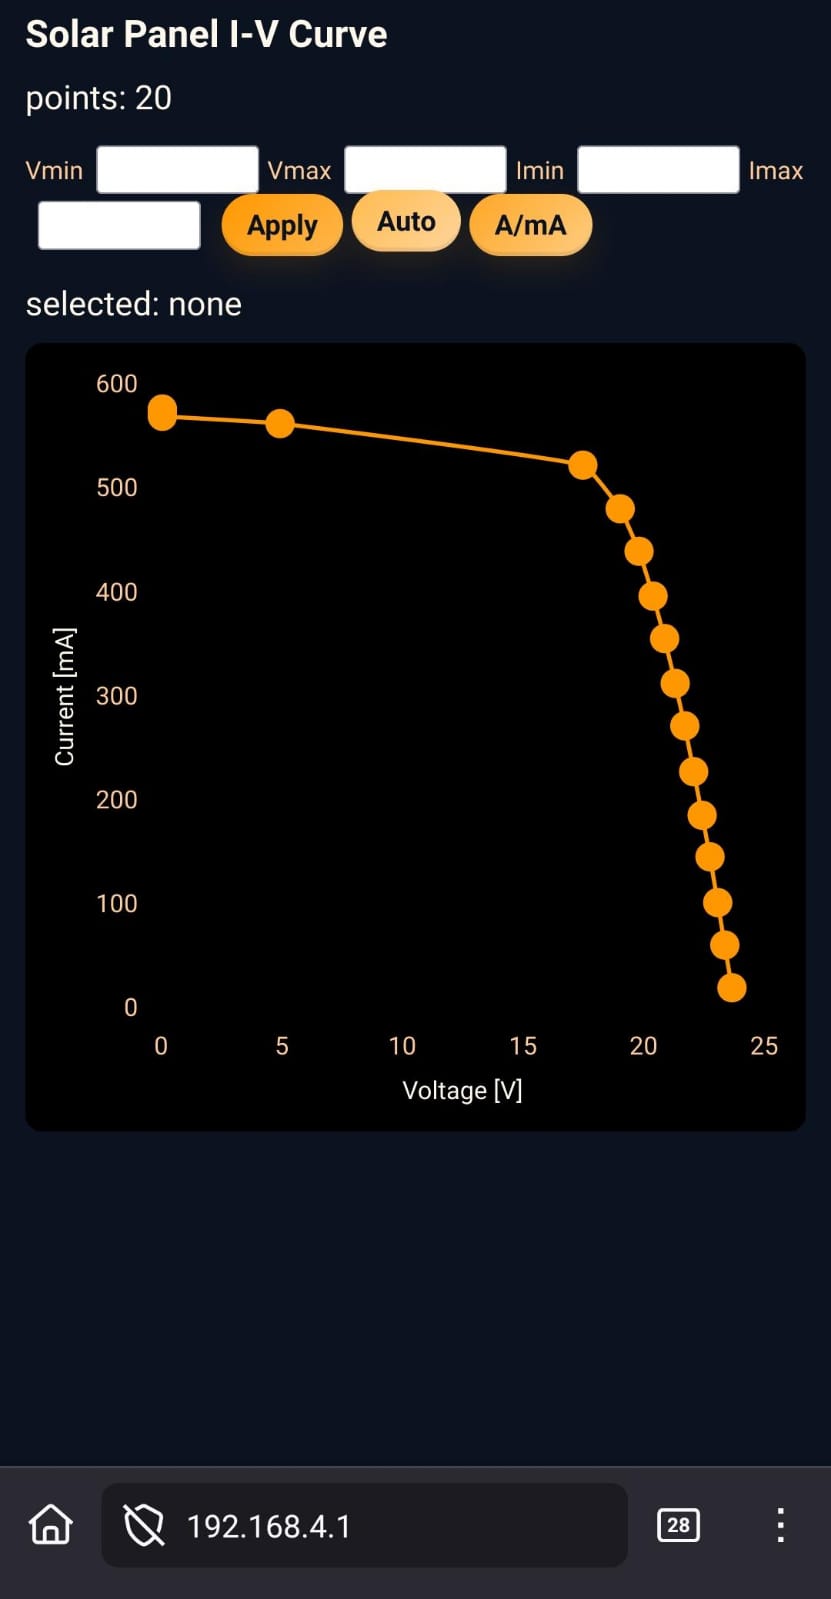 Solar Panel I-V Curve
points: 20
Vmin Vmax Imin Imax
Apply Auto A/mA
selected: none
600
500
400
300
200
100
0
Current [mA]
0 5 10 15 20 25
Voltage [V]
192.168.4.1 28